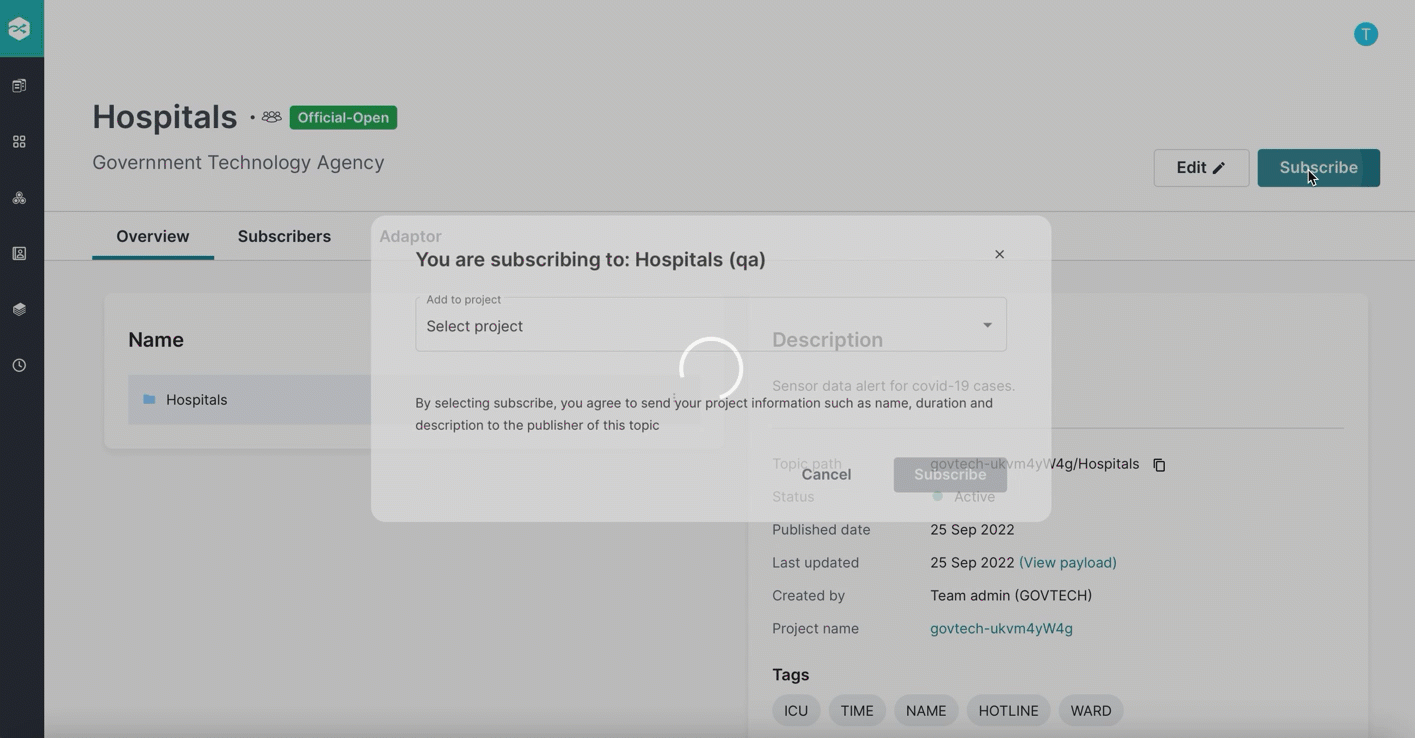 T
Hospitals · Official-Open
Government Technology Agency
Edit
Subscribe
Overview
Subscribers
Adaptor
You are subscribing to: Hospitals (qa)
Add to project
Select project
By selecting subscribe, you agree to send your project information such as name, duration and
description to the publisher of this topic
Cancel
Subscribe
Name
Hospitals
Description
Sensor data alert for covid-19 cases.
Topic path govtech-ukvm4yW4g/Hospitals
Status Active
Published date 25 Sep 2022
Last updated 25 Sep 2022 (View payload)
Created by Team admin (GOVTECH)
Project name govtech-ukvm4yW4g
Tags
ICU TIME NAME HOTLINE WARD